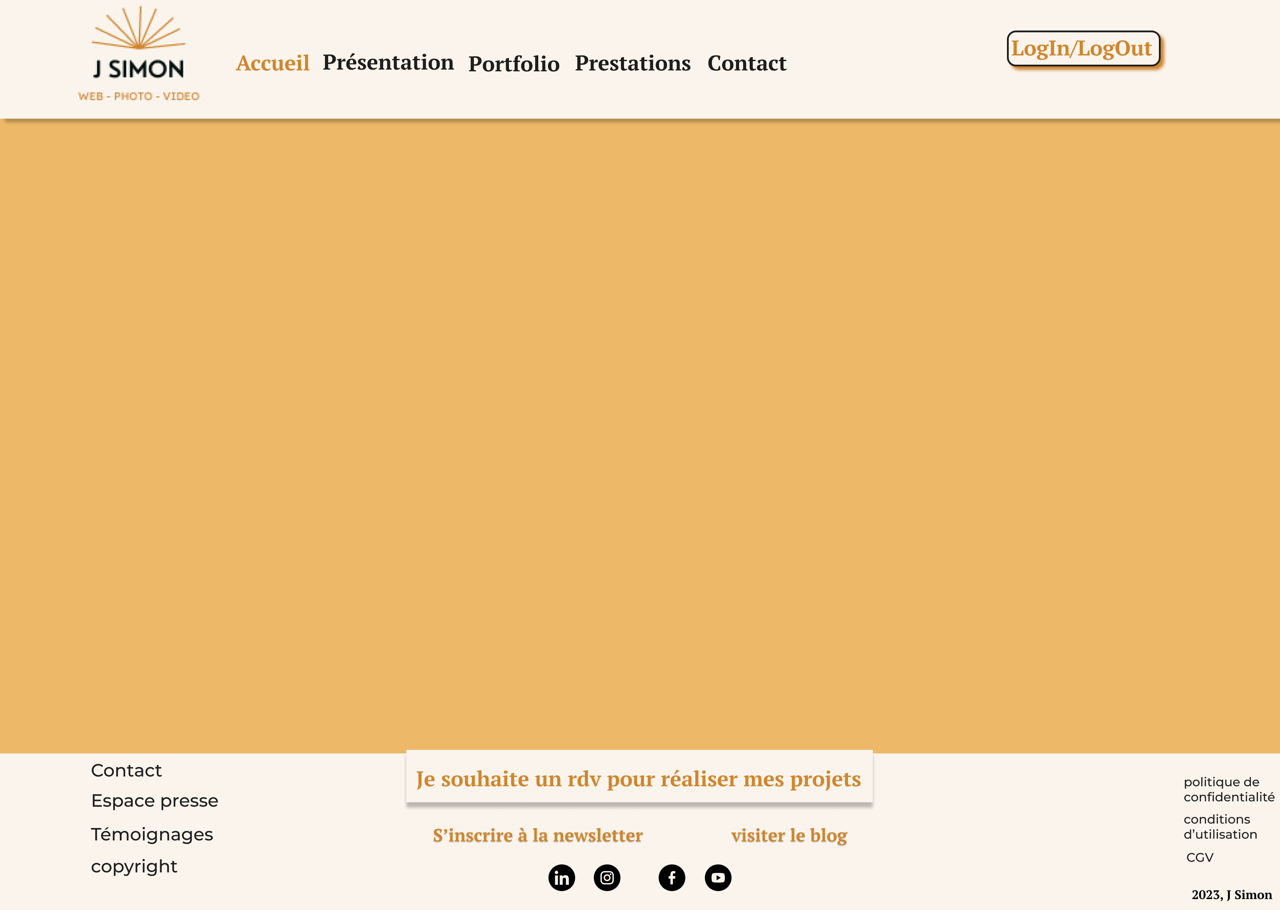 J SIMON
WEB - PHOTO - VIDEO
Accueil Présentation Portfolio Prestations Contact
LogIn/LogOut
Contact
Espace presse
Témoignages
copyright
Je souhaite un rdv pour réaliser mes projets
S’inscrire à la newsletter
visiter le blog
in
f
politique de
confidentialité
conditions
d’utilisation
CGV
2023, J Simon